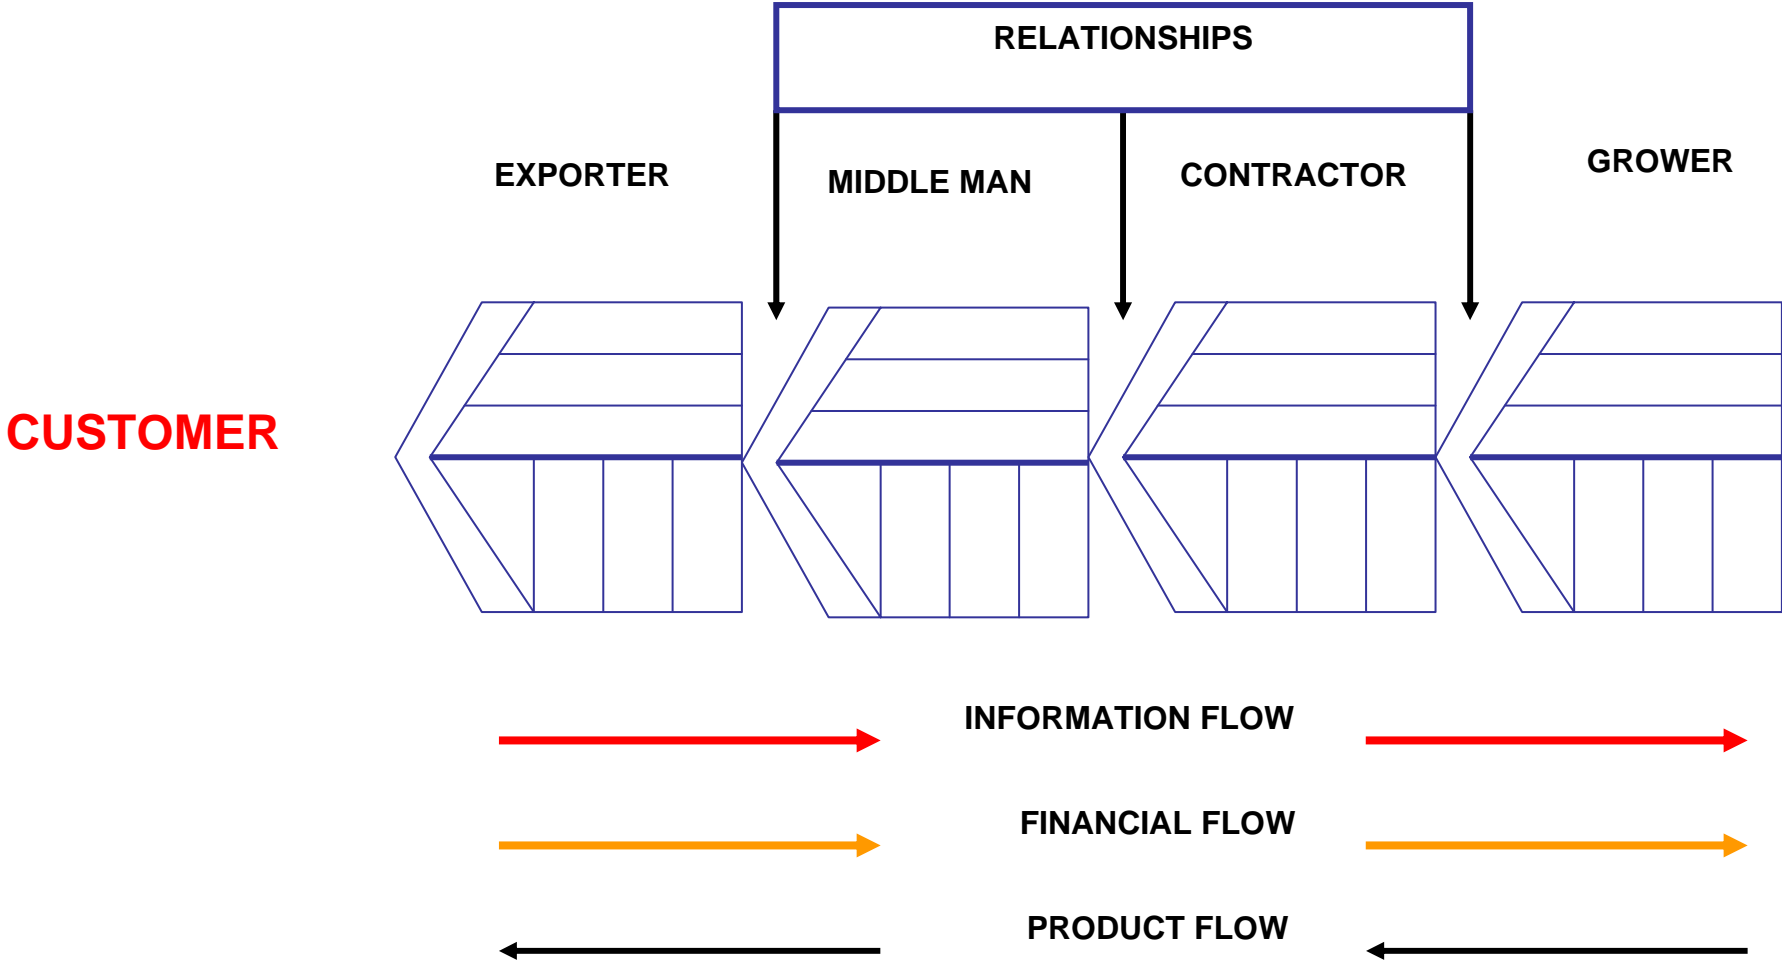 RELATIONSHIPS
EXPORTER
MIDDLE MAN
CONTRACTOR
GROWER
CUSTOMER
INFORMATION FLOW
FINANCIAL FLOW
PRODUCT FLOW